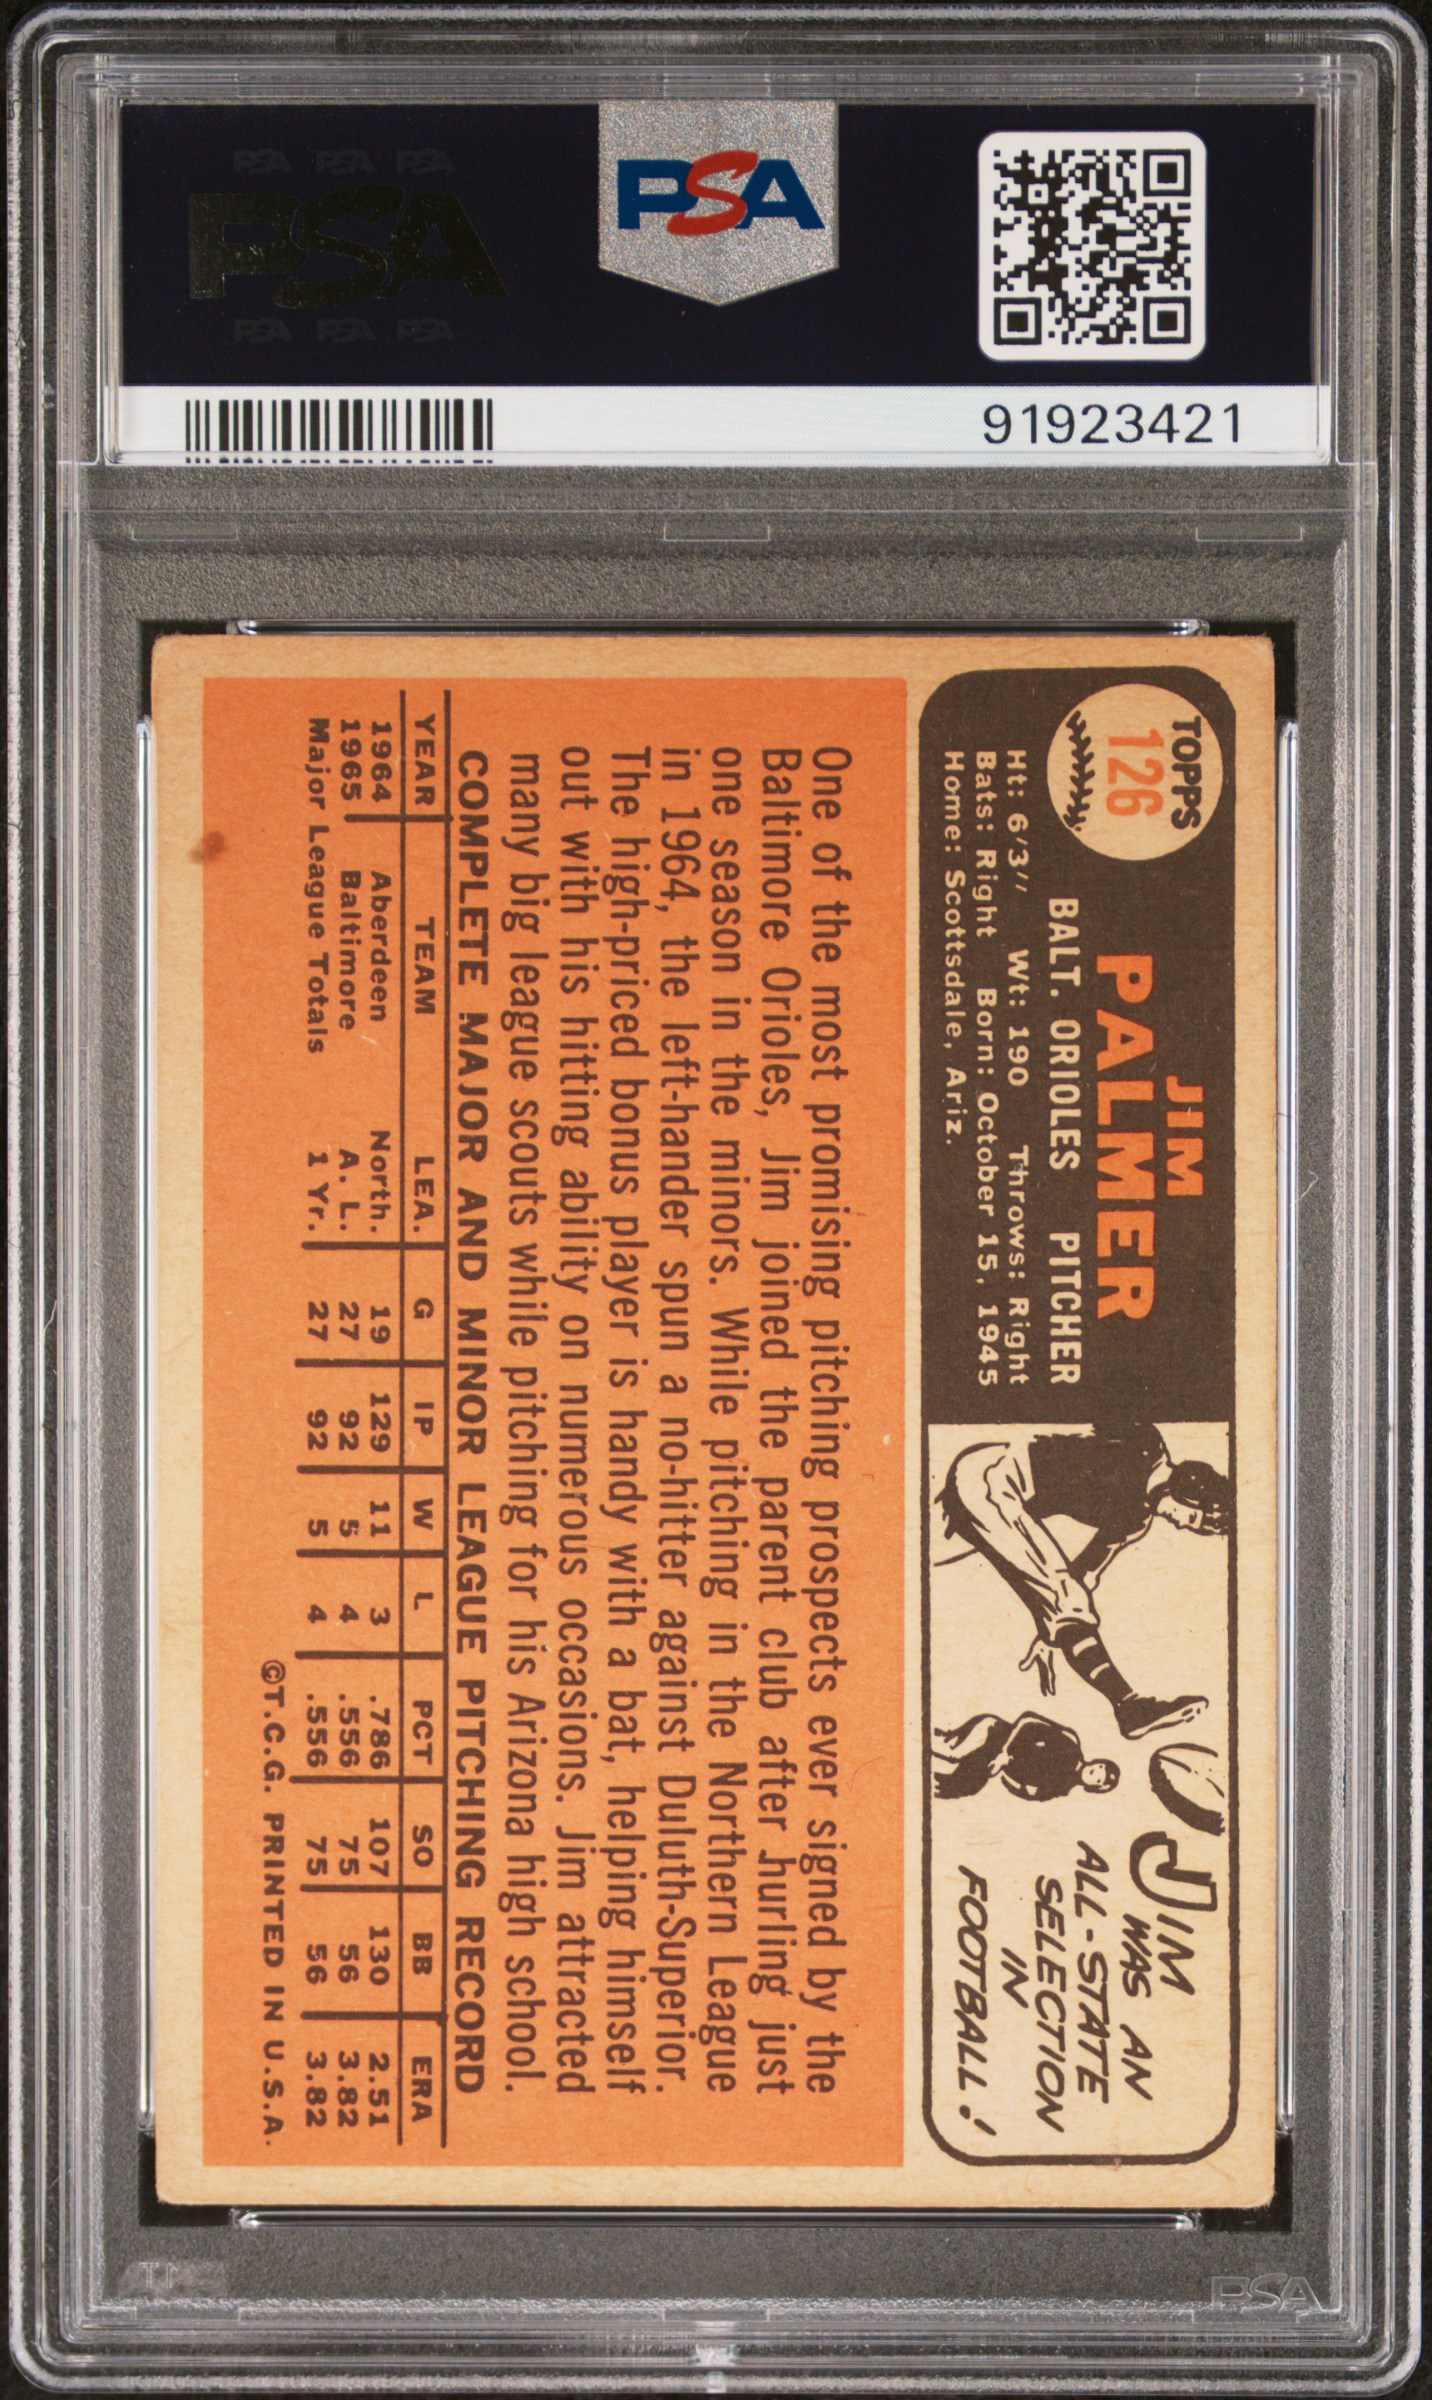 PSA PSA PSA
PSA
PSA PSA PSA
PSA
91923421
TOPPS
126
JIM
PALMER
BALT. ORIOLES PITCHER
Ht: 6'3" Wt: 190 Throws: Right
Bats: Right Born: October 15, 1945
Home: Scottsdale, Ariz.
JIM
WAS AN
ALL-STATE
SELECTION
IN
FOOTBALL!
One of the most promising pitching prospects ever signed by the
Baltimore Orioles, Jim joined the parent club after hurling just
one season in the minors. While pitching in the Northern League
in 1964, the left-hander spun a no-hitter against Duluth-Superior.
The high-priced bonus player is handy with a bat, helping himself
out with his hitting ability on numerous occasions. Jim attracted
many big league scouts while pitching for his Arizona high school.
COMPLETE MAJOR AND MINOR LEAGUE PITCHING RECORD
YEAR TEAM LEA. G IP W L PCT SO BB ERA
1964 Aberdeen North. 19 129 11 3 .786 107 130 2.51
1965 Baltimore A. L. 27 92 5 4 .556 75 56 3.82
Major League Totals 1 Yr. 27 92 5 4 .556 75 56 3.82
©T.C.G. PRINTED IN U.S.A.
PSA